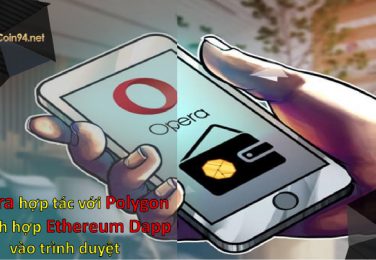 Coin94.net
Opera
ra hợp tác với Polygon
h hợp Ethereum Dapp
vào trình duyệt